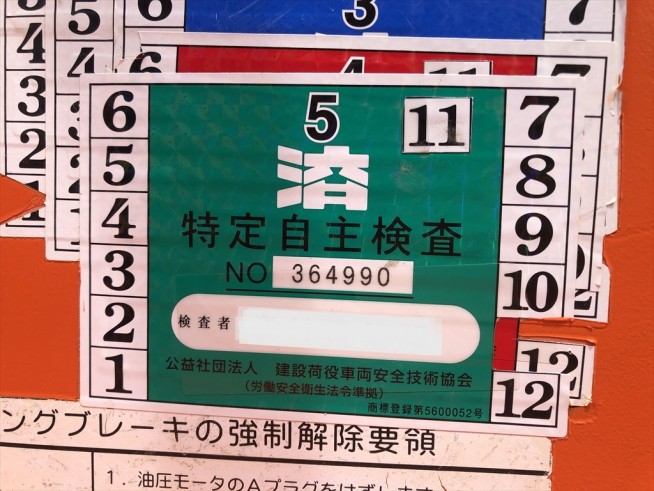 3
7
4
11
5
11
済
特定自主検査
NO 364990
検査者
公益社団法人 建設荷役車両安全技術協会
(労働安全衛生法令準拠)
商標登録第5600052号
6
5
4
3
2
1
7
8
9
10
12
12
ングブレーキの強制解除要領
1. 油圧モータのAプラグをはずします